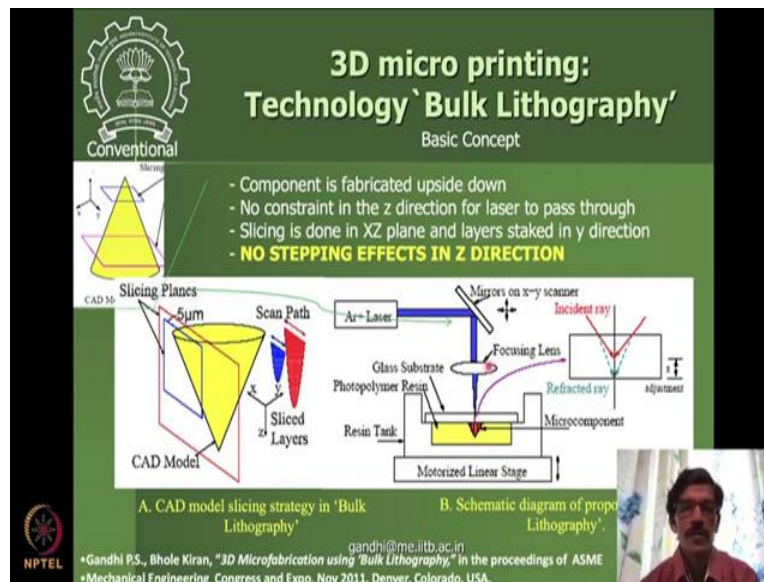 3D micro printing:
Technology`Bulk Lithography'
Basic Concept
Conventional
Slicing
- Component is fabricated upside down
- No constraint in the z direction for laser to pass through
- Slicing is done in XZ plane and layers staked in y direction
- NO STEPPING EFFECTS IN Z DIRECTION
CAD M
Slicing Planes
5µm
Scan Path
x
y
z
Sliced
Layers
CAD Model
Mirrors on x-y scanner
Ar+ Laser
Incident ray
Focusing Lens
Glass Substrate
Photopolymer Resin
Refracted ray
adjustment
Microcomponent
Resin Tank
Motorized Linear Stage
A. CAD model slicing strategy in 'Bulk
Lithography'
B. Schematic diagram of propo
Lithography'.
gandhi@me.iitb.ac.in
•Gandhi P.S., Bhole Kiran, "3D Microfabrication using 'Bulk Lithography," in the proceedings of ASME
•Mechanical Engineering Congress and Expo, Nov 2011, Denver, Colorado, USA.
NPTEL